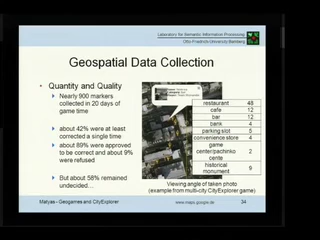 Laboratory for Semantic Information Processing
Otto-Friedrich-University Bamberg
Geospatial Data Collection
• Quantity and Quality
➤ Nearly 900 markers
collected in 20 days of
game time
➤ about 42% were at least
corrected a single time
➤ about 89% were approved
to be correct and about 9%
were refused
➤ But about 58% remained
undecided…
restaurant 48
cafe 12
bar 12
bank 4
parking slot 5
convenience store 4
game
center/pachinko
cente 2
historical
monument 9
Viewing angle of taken photo
(example from multi-city CityExplorer game)
Matyas - Geogames and CityExplorer
www.maps.google.de
34